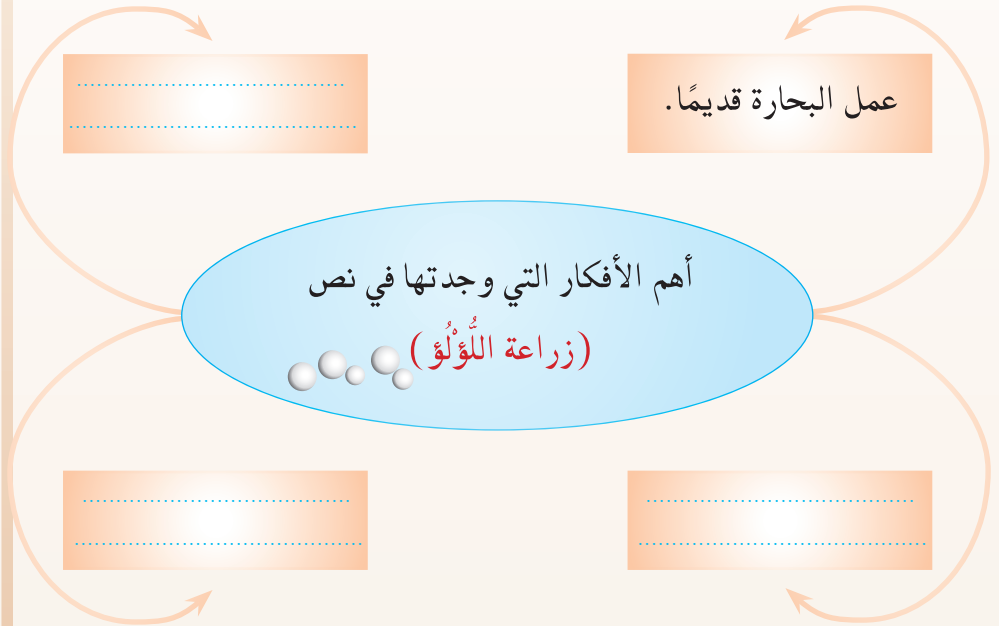 عمل البحارة قديمًا.
أهم الأفكار التي وجدتها في نص
(زراعة اللُّؤْلُؤ)